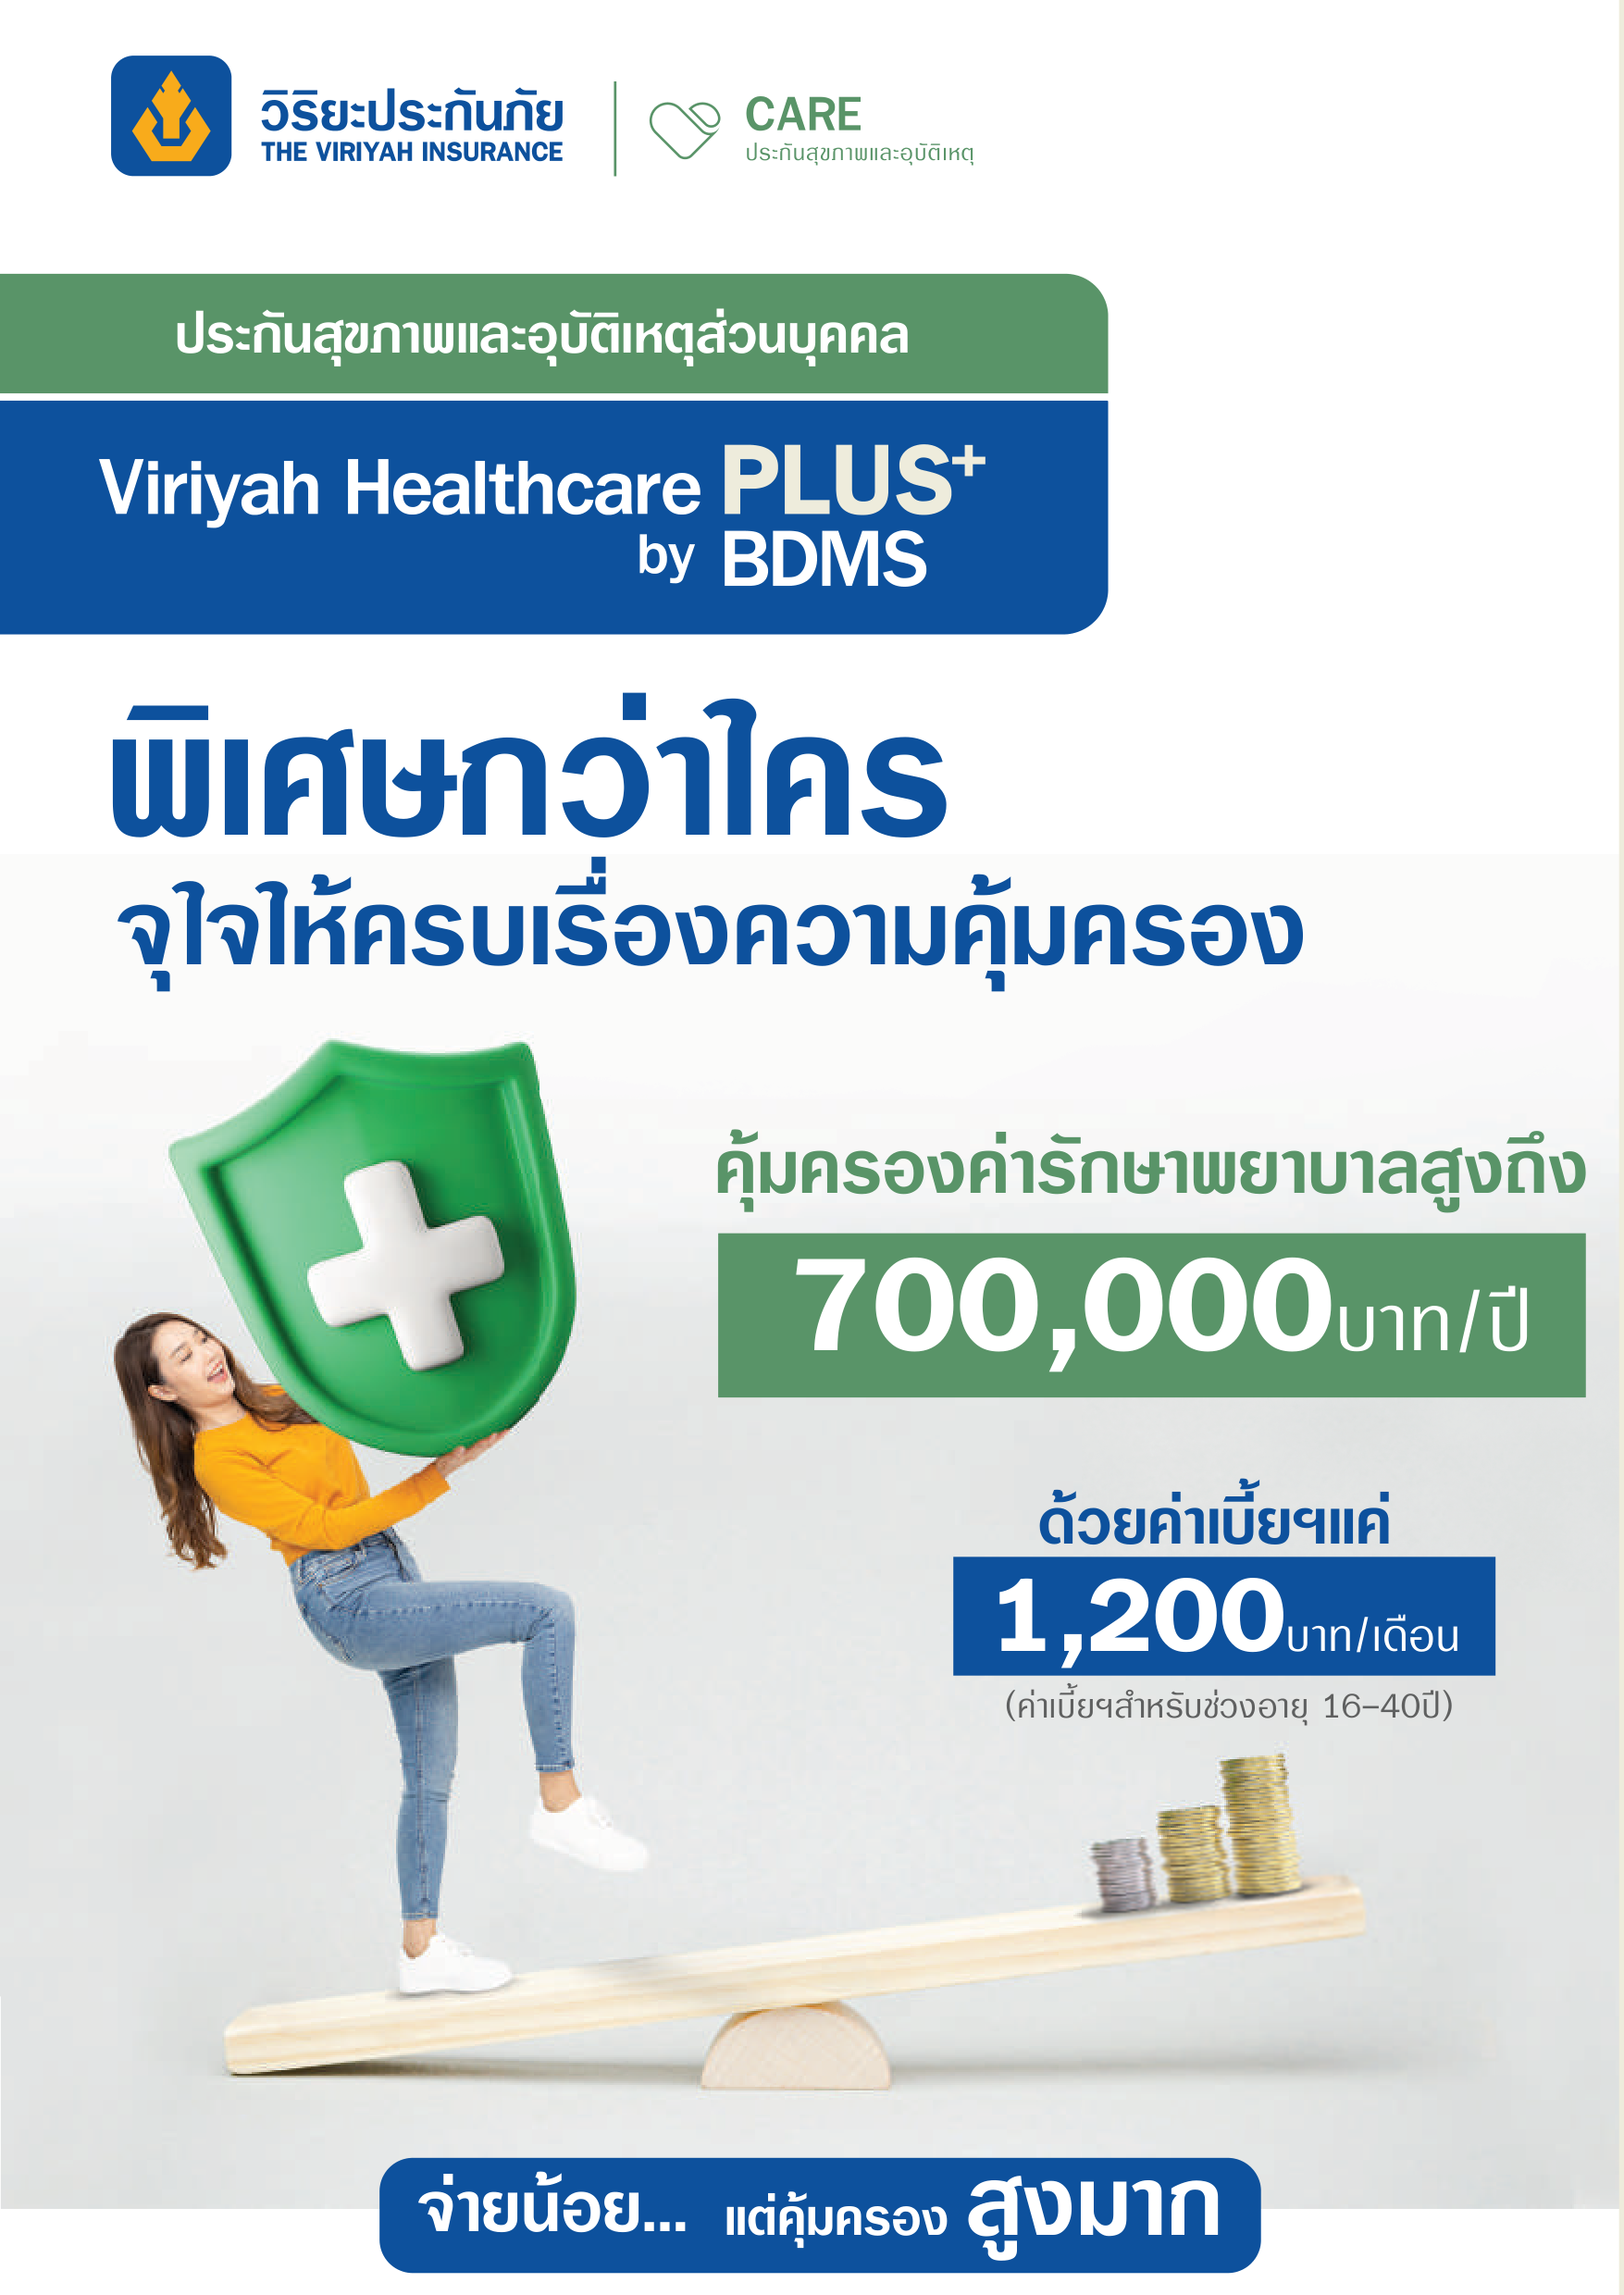 วิริยะประกันภัย
THE VIRIYAH INSURANCE
CARE
ประกันสุขภาพและอุบัติเหตุ
ประกันสุขภาพและอุบัติเหตุส่วนบุคคล
Viriyah Healthcare PLUS+
by BDMS
พิเศษกว่าใคร
จุใจให้ครบเรื่องความคุ้มครอง
คุ้มครองค่ารักษาพยาบาลสูงถึง
700,000บาท/ปี
ด้วยค่าเบี้ยฯแค่
1,200บาท/เดือน
(ค่าเบี้ยฯสำหรับช่วงอายุ 16-40ปี)
จ่ายน้อย... แต่คุ้มครอง สูงมาก